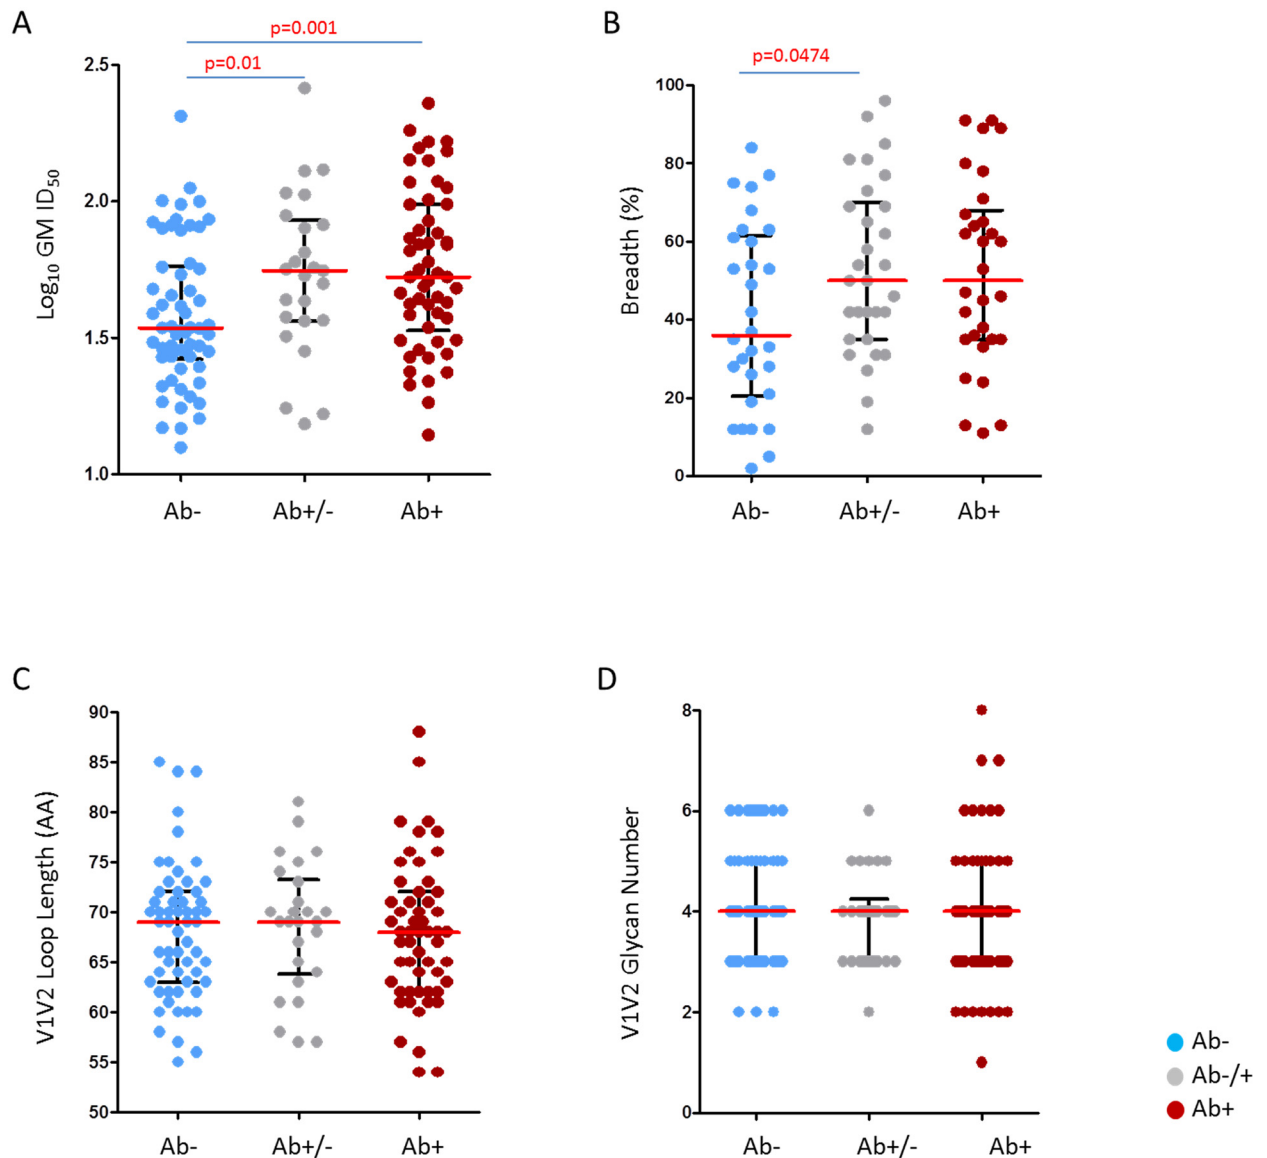 A
p=0.001
p=0.01
2.5
2.0
1.5
1.0
Log10 GM ID50
Ab-
Ab+/-
Ab+
B
p=0.0474
100
80
60
40
20
0
Breadth (%)
Ab-
Ab+/-
Ab+
C
90
85
80
75
70
65
60
55
50
V1V2 Loop Length (AA)
Ab-
Ab+/-
Ab+
D
8
6
4
2
0
V1V2 Glycan Number
Ab-
Ab+/-
Ab+
Ab-
Ab-/+
Ab+